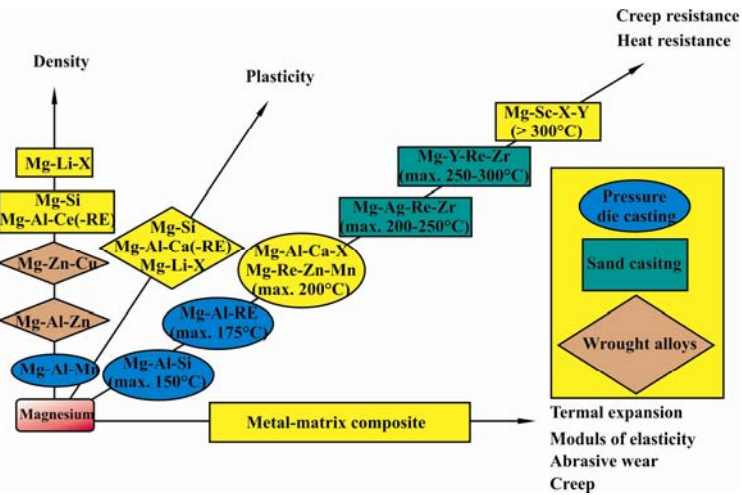 Creep resistance
Heat resistance
Density
Plasticity
Mg-Sc-X-Y
(> 300°C)
Mg-Li-X
Mg-Y-Re-Zr
(max. 250-300°C)
Mg-Si
Mg-Al-Ce(-RE)
Mg-Ag-Re-Zr
(max. 200-250°C)
Pressure
die casting
Mg-Si
Mg-Al-Ca(-RE)
Mg-Li-X
Mg-Zn-Cu
Mg-Al-Ca-X
Mg-Re-Zn-Mn
(max. 200°C)
Sand casitng
Mg-Al-Zn
Mg-Al-RE
(max. 175°C)
Wrought alloys
Mg-Al-Mn
Mg-Al-Si
(max. 150°C)
Magnesium
Metal-matrix composite
Termal expansion
Moduls of elasticity
Abrasive wear
Creep